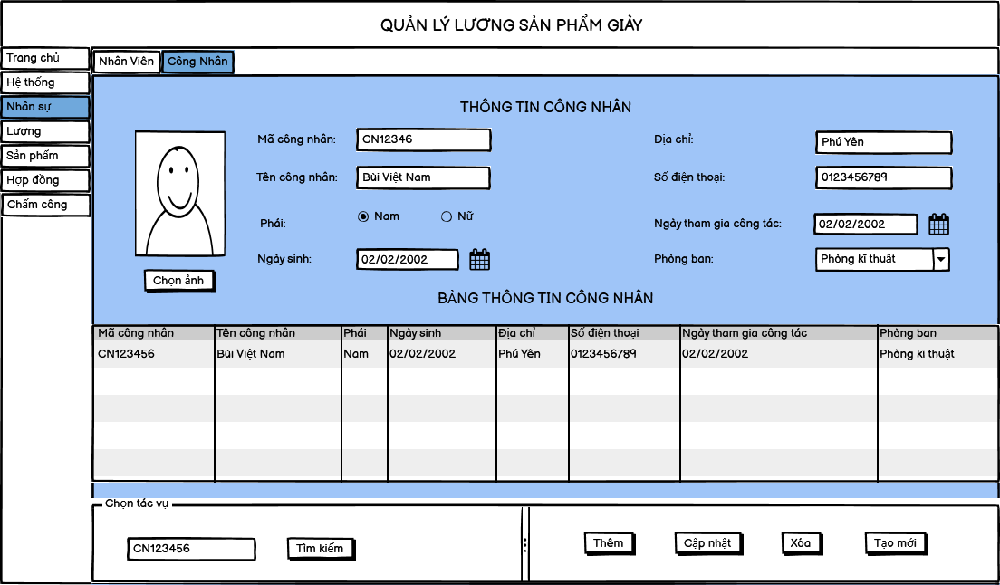 QUẢN LÝ LƯƠNG SẢN PHẨM GIÀY
Trang chủ
Hệ thống
Nhân sự
Lương
Sản phẩm
Hợp đồng
Chấm công
Nhân Viên Công Nhân
THÔNG TIN CÔNG NHÂN
Mã công nhân: CN12346 Địa chỉ: Phú Yên
Tên công nhân: Bùi Việt Nam Số điện thoại: 0123456789
Phái: Nam Nữ Ngày tham gia công tác: 02/02/2002
Ngày sinh: 02/02/2002 Phòng ban: Phòng kĩ thuật
Chọn ảnh
BẢNG THÔNG TIN CÔNG NHÂN
Mã công nhân Tên công nhân Phái Ngày sinh Địa chỉ Số điện thoại Ngày tham gia công tác Phòng ban
CN123456 Bùi Việt Nam Nam 02/02/2002 Phú Yên 0123456789 02/02/2002 Phòng kĩ thuật
Chọn tác vụ
CN123456 Tìm kiếm Thêm Cập nhật Xóa Tạo mới